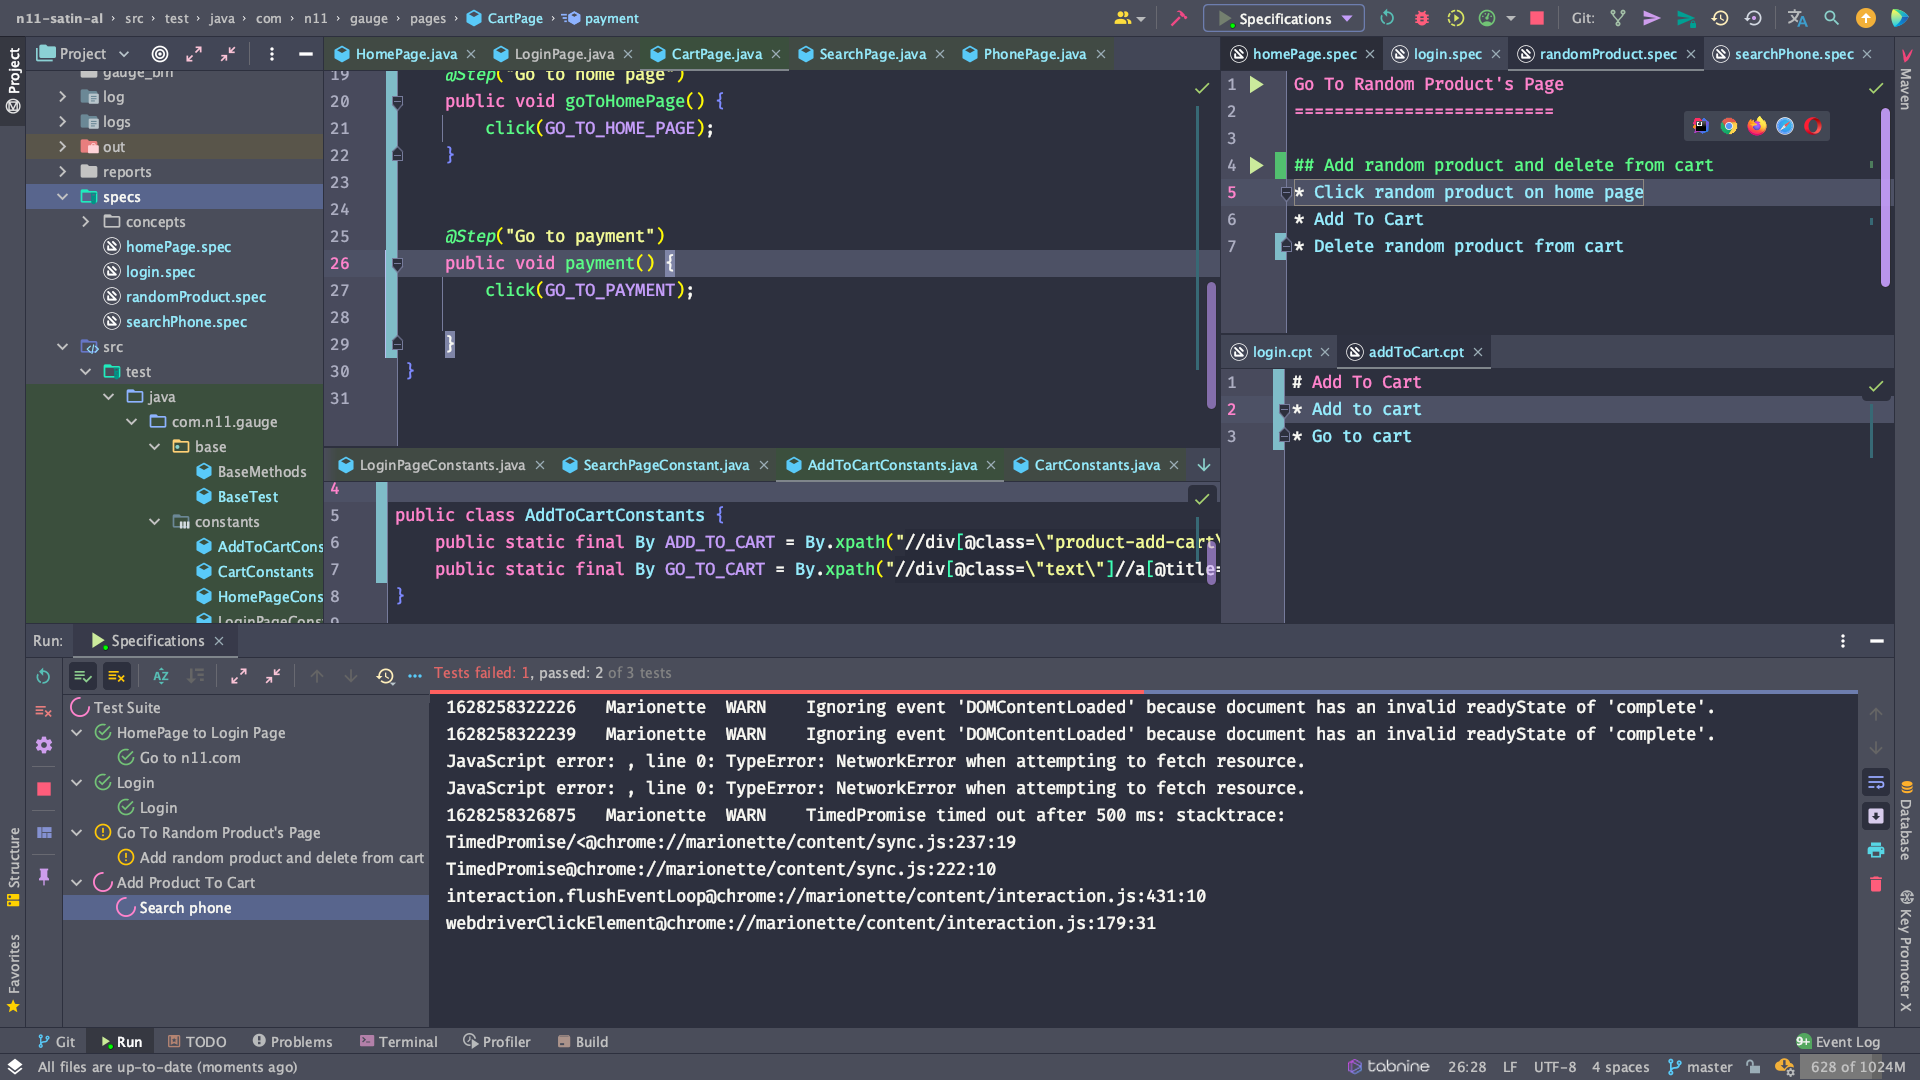 n11-satin-al › src › test › java › com › n11 › gauge › pages › CartPage › payment
Specifications
Git:
Project
HomePage.java
LoginPage.java
CartPage.java
SearchPage.java
PhonePage.java
homePage.spec
login.spec
randomProduct.spec
searchPhone.spec
Project
Maven
gauge_bm
log
logs
out
reports
specs
concepts
homePage.spec
login.spec
randomProduct.spec
searchPhone.spec
src
test
java
com.n11.gauge
base
BaseMethods
BaseTest
constants
AddToCartCons
CartConstants
HomePageCons
LoginPageCons
19 @Step("Go to home page")
20 public void goToHomePage() {
21 click(GO_TO_HOME_PAGE);
22 }
23
24
25 @Step("Go to payment")
26 public void payment() {
27 click(GO_TO_PAYMENT);
28
29 }
30 }
31
1 Go To Random Product's Page
2 ==========================
3
4 ## Add random product and delete from cart
5 * Click random product on home page
6 * Add To Cart
7 * Delete random product from cart
login.cpt
addToCart.cpt
1 # Add To Cart
2 * Add to cart
3 * Go to cart
LoginPageConstants.java
SearchPageConstant.java
AddToCartConstants.java
CartConstants.java
4
5 public class AddToCartConstants {
6 public static final By ADD_TO_CART = By.xpath("//div[@class=\"product-add-cart\
7 public static final By GO_TO_CART = By.xpath("//div[@class=\"text\"]//a[@title=
8 }
9
Run: Specifications
Tests failed: 1, passed: 2 of 3 tests
Test Suite
HomePage to Login Page
Go to n11.com
Login
Login
Go To Random Product's Page
Add random product and delete from cart
Add Product To Cart
Search phone
1628258322226 Marionette WARN Ignoring event 'DOMContentLoaded' because document has an invalid readyState of 'complete'.
1628258322239 Marionette WARN Ignoring event 'DOMContentLoaded' because document has an invalid readyState of 'complete'.
JavaScript error: , line 0: TypeError: NetworkError when attempting to fetch resource.
JavaScript error: , line 0: TypeError: NetworkError when attempting to fetch resource.
1628258326875 Marionette WARN TimedPromise timed out after 500 ms: stacktrace:
TimedPromise/<@chrome://marionette/content/sync.js:237:19
TimedPromise@chrome://marionette/content/sync.js:222:10
interaction.flushEventLoop@chrome://marionette/content/interaction.js:431:10
webdriverClickElement@chrome://marionette/content/interaction.js:179:31
Structure
Favorites
Database
Key Promoter X
Git
Run
TODO
Problems
Terminal
Profiler
Build
9+ Event Log
All files are up-to-date (moments ago)
tabnine
26:28
LF
UTF-8
4 spaces
master
628 of 1024M